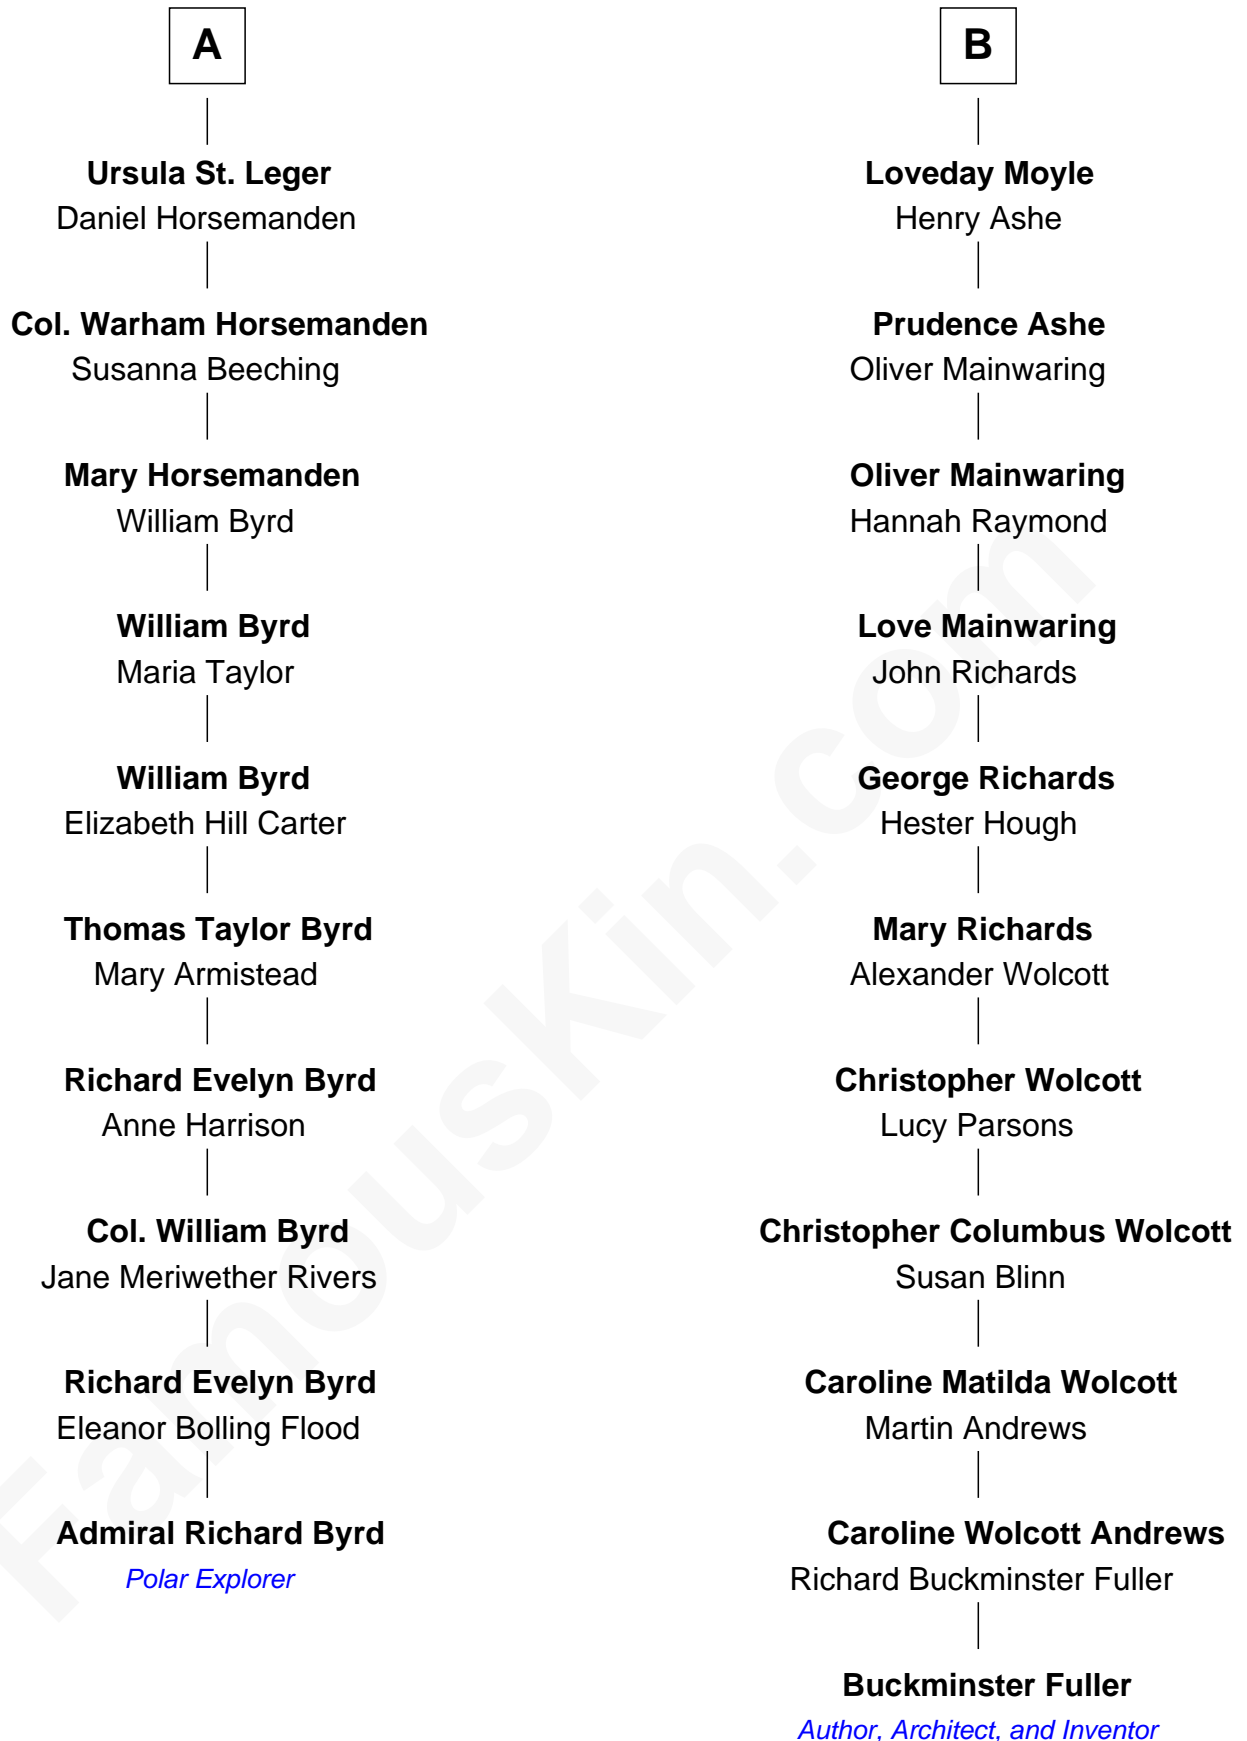 A
Ursula St. Leger
Daniel Horsemanden
Col. Warham Horsemanden
Susanna Beeching
Mary Horsemanden
William Byrd
William Byrd
Maria Taylor
William Byrd
Elizabeth Hill Carter
Thomas Taylor Byrd
Mary Armistead
Richard Evelyn Byrd
Anne Harrison
Col. William Byrd
Jane Meriwether Rivers
Richard Evelyn Byrd
Eleanor Bolling Flood
Admiral Richard Byrd
Polar Explorer
B
Loveday Moyle
Henry Ashe
Prudence Ashe
Oliver Mainwaring
Oliver Mainwaring
Hannah Raymond
Love Mainwaring
John Richards
George Richards
Hester Hough
Mary Richards
Alexander Wolcott
Christopher Wolcott
Lucy Parsons
Christopher Columbus Wolcott
Susan Blinn
Caroline Matilda Wolcott
Martin Andrews
Caroline Wolcott Andrews
Richard Buckminster Fuller
Buckminster Fuller
Author, Architect, and Inventor
FamousKin.com